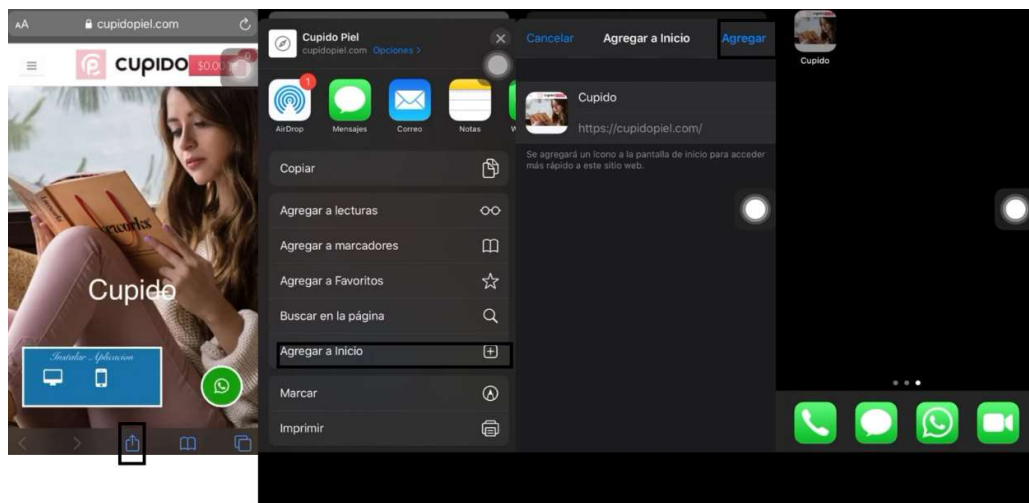 AA cupidopiel.com
CUPIDO $0.00
Cupido
Instalar Aplicacion
Cupido Piel
cupidopiel.com Opciones >
1
AirDrop Mensajes Correo Notas
Copiar
Agregar a lecturas
Agregar a marcadores
Agregar a Favoritos
Buscar en la página
Agregar a Inicio
Marcar
Imprimir
Cancelar Agregar a Inicio Agregar
Cupido
https://cupidopiel.com/
Se agregará un ícono a la pantalla de inicio para acceder
más rápido a este sitio web.
Cupido